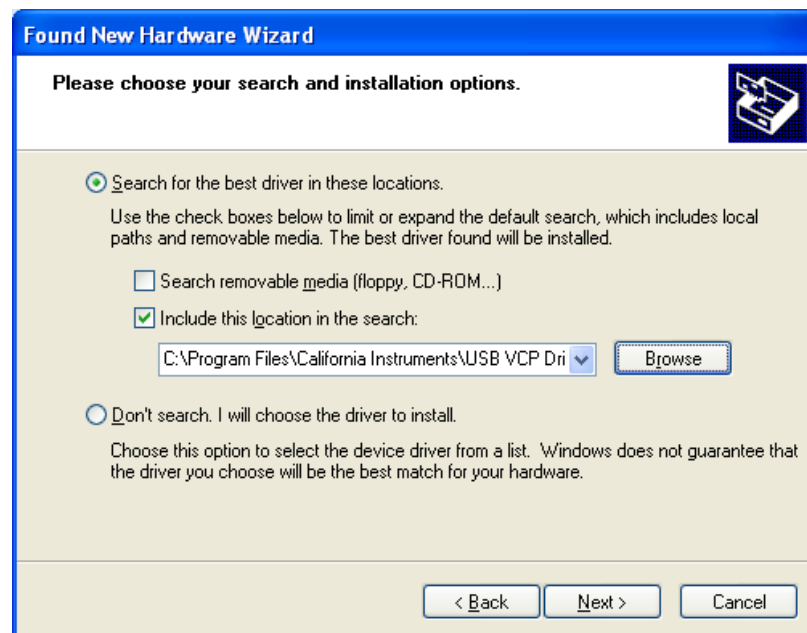 Found New Hardware Wizard
Please choose your search and installation options.
Search for the best driver in these locations.
Use the check boxes below to limit or expand the default search, which includes local
paths and removable media. The best driver found will be installed.
Search removable media (floppy, CD-ROM...)
Include this location in the search:
C:\Program Files\California Instruments\USB VCP Dri
Browse
Don't search. I will choose the driver to install.
Choose this option to select the device driver from a list. Windows does not guarantee that
the driver you choose will be the best match for your hardware.
< Back
Next >
Cancel